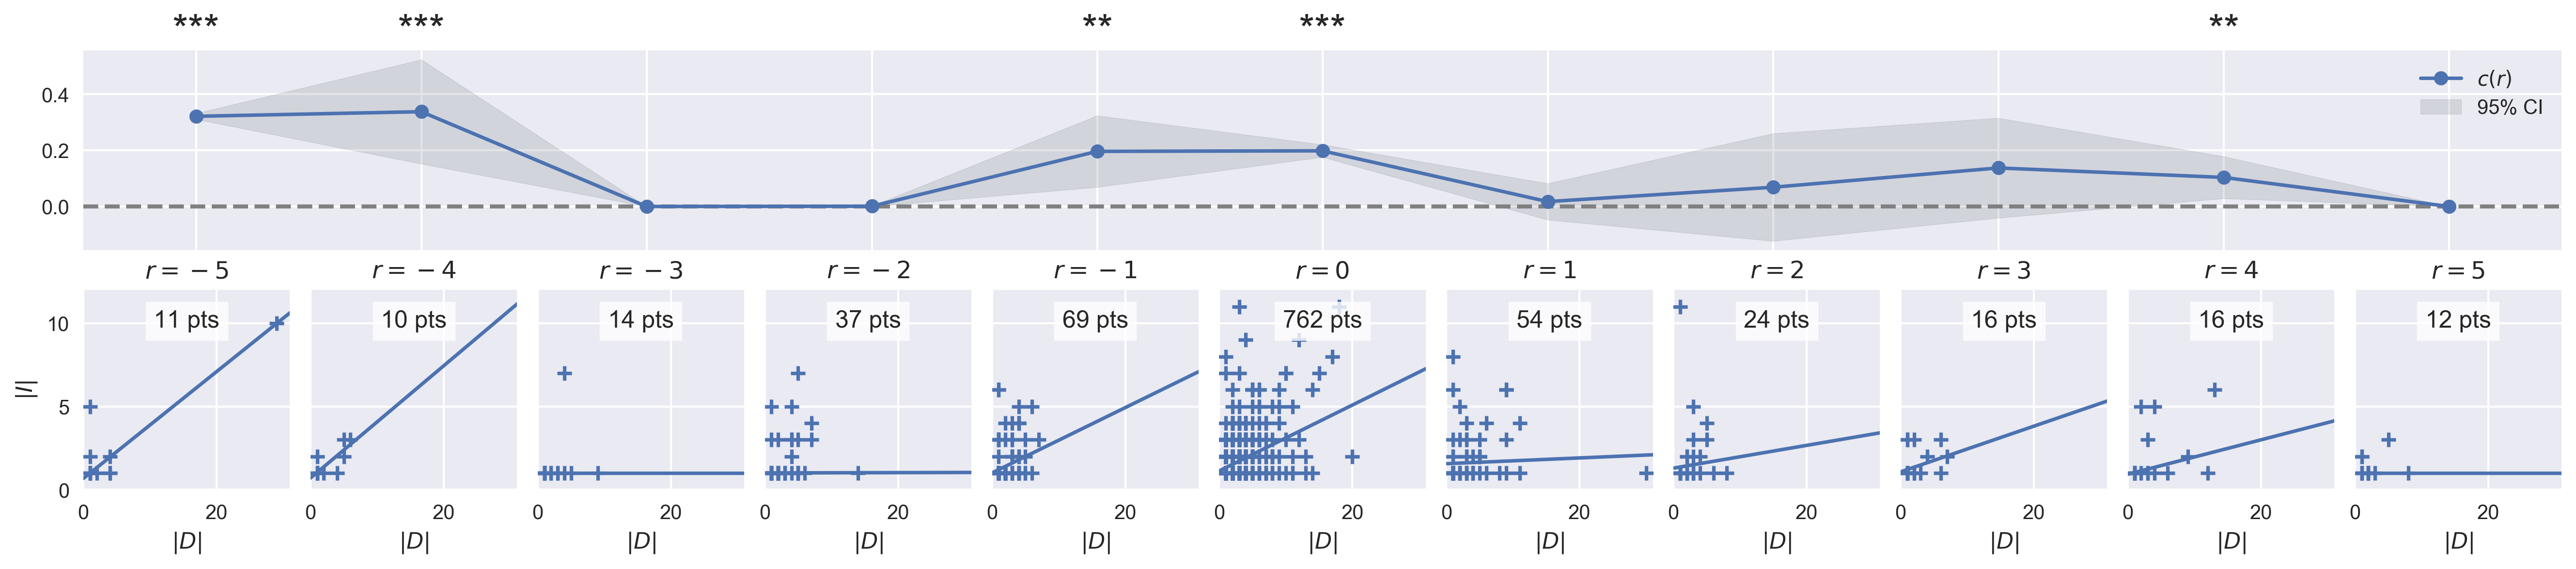 *** *** ** *** **
0.4
0.2
0.0
c(r)
95% CI
r = −5 r = −4 r = −3 r = −2 r = −1 r = 0 r = 1 r = 2 r = 3 r = 4 r = 5
11 pts 10 pts 14 pts 37 pts 69 pts 762 pts 54 pts 24 pts 16 pts 16 pts 12 pts
10
5
0
|I|
0 20 0 20 0 20 0 20 0 20 0 20 0 20 0 20 0 20 0 20 0 20
|D| |D| |D| |D| |D| |D| |D| |D| |D| |D| |D|